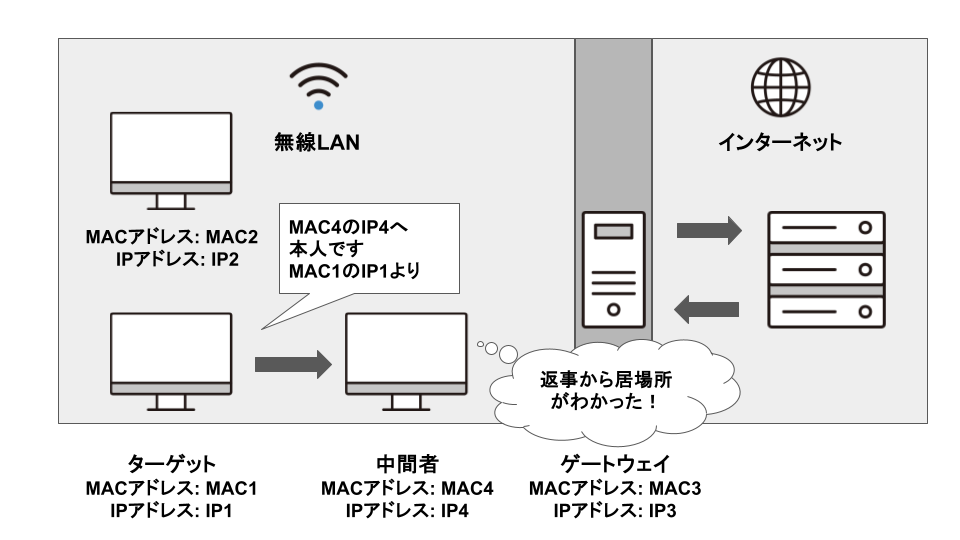 無線LAN
インターネット
MACアドレス: MAC2
IPアドレス: IP2
MAC4のIP4へ
本人です
MAC1のIP1より
返事から居場所
がわかった！
ターゲット
MACアドレス: MAC1
IPアドレス: IP1
中間者
MACアドレス: MAC4
IPアドレス: IP4
ゲートウェイ
MACアドレス: MAC3
IPアドレス: IP3